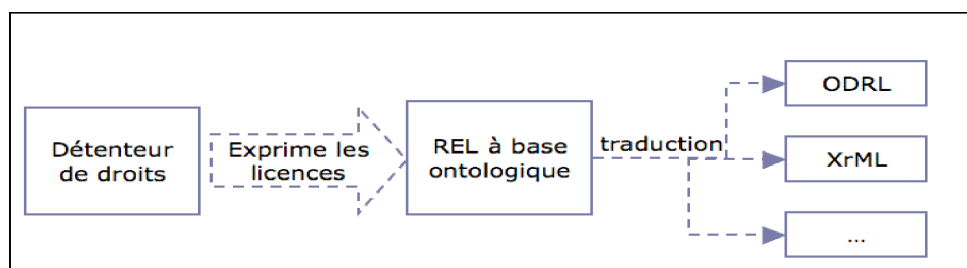 Détenteur
de droits
Exprime les
licences
REL à base
ontologique
traduction
ODRL
XrML
...